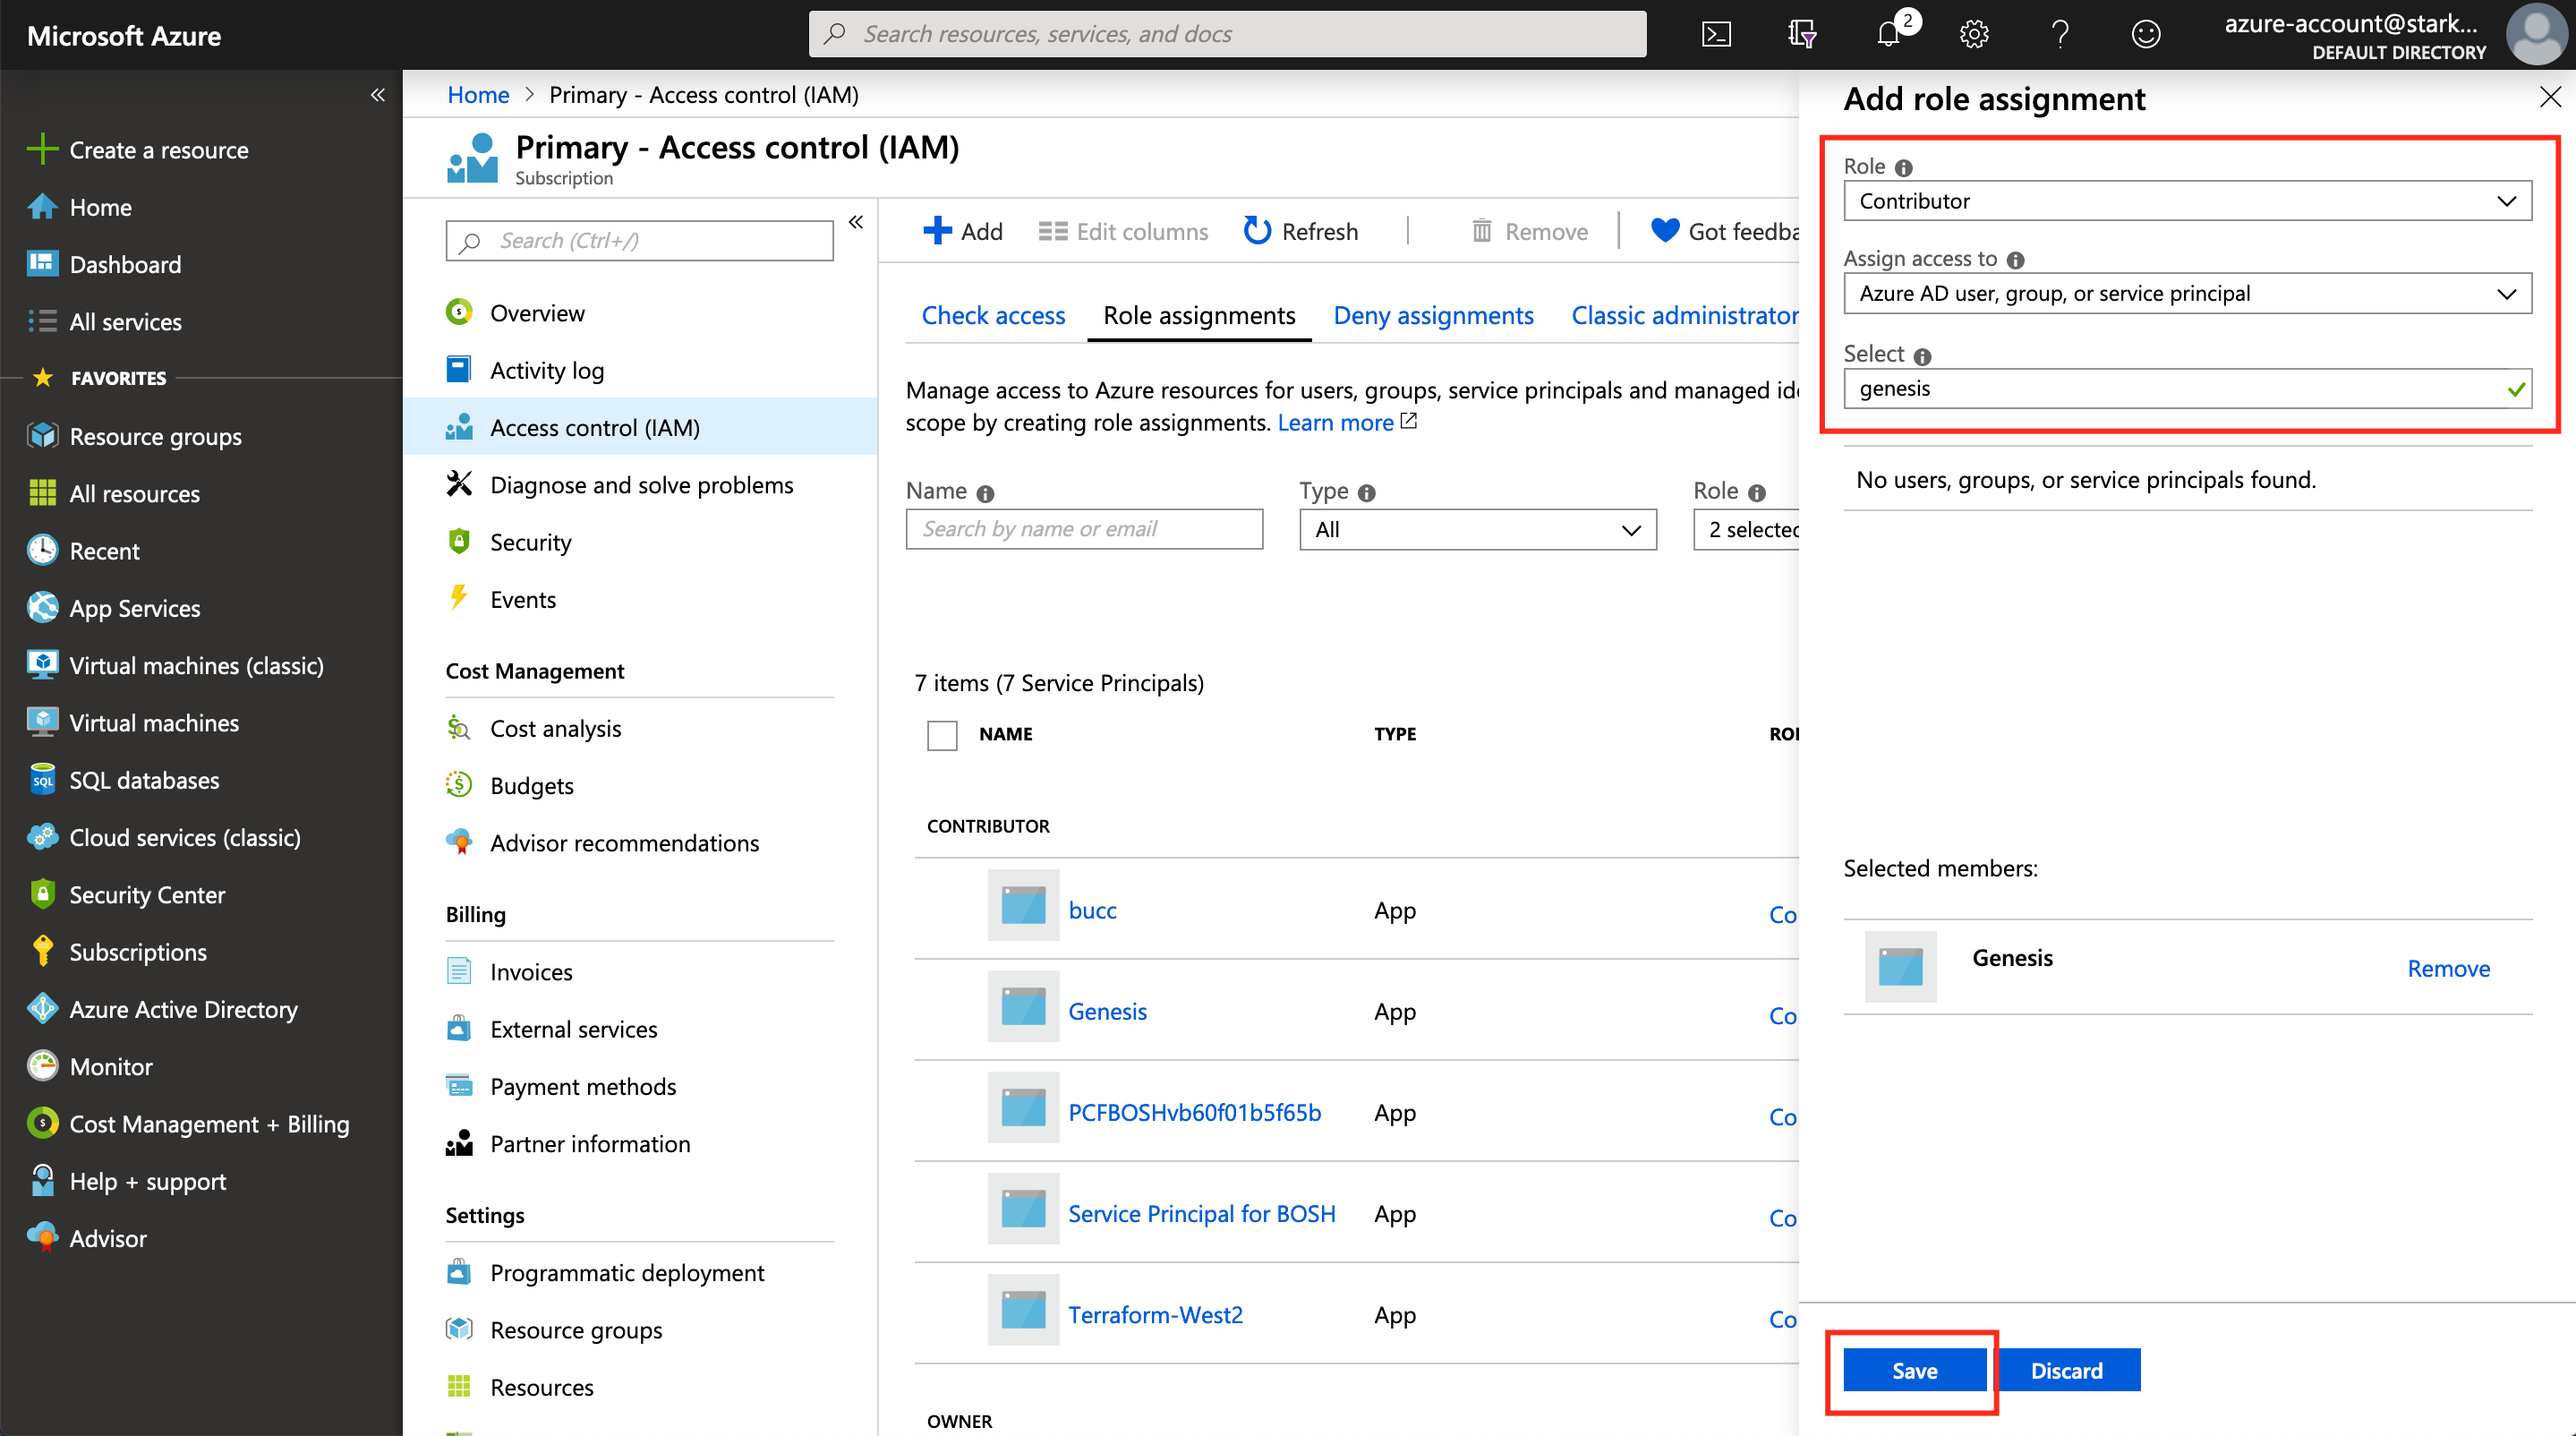 Microsoft Azure
Search resources, services, and docs
2
azure-account@stark...
DEFAULT DIRECTORY
Create a resource
Home
Dashboard
All services
FAVORITES
Resource groups
All resources
Recent
App Services
Virtual machines (classic)
Virtual machines
SQL
SQL databases
Cloud services (classic)
Security Center
Subscriptions
Azure Active Directory
Monitor
Cost Management + Billing
Help + support
Advisor
Home > Primary - Access control (IAM)
Primary - Access control (IAM)
Subscription
Search (Ctrl+/)
Overview
Activity log
Access control (IAM)
Diagnose and solve problems
Security
Events
Cost Management
Cost analysis
Budgets
Advisor recommendations
Billing
Invoices
External services
Payment methods
Partner information
Settings
Programmatic deployment
Resource groups
Resources
Add
Edit columns
Refresh
Remove
Got feedba
Check access
Role assignments
Deny assignments
Classic administrator
Manage access to Azure resources for users, groups, service principals and managed ide
scope by creating role assignments. Learn more
Name
Search by name or email
Type
All
Role
2 selected
7 items (7 Service Principals)
NAME TYPE ROL
CONTRIBUTOR
bucc App Co
Genesis App Co
PCFBOSHvb60f01b5f65b App Co
Service Principal for BOSH App Co
Terraform-West2 App Co
OWNER
Add role assignment
Role
Contributor
Assign access to
Azure AD user, group, or service principal
Select
genesis
No users, groups, or service principals found.
Selected members:
Genesis
Remove
Save
Discard